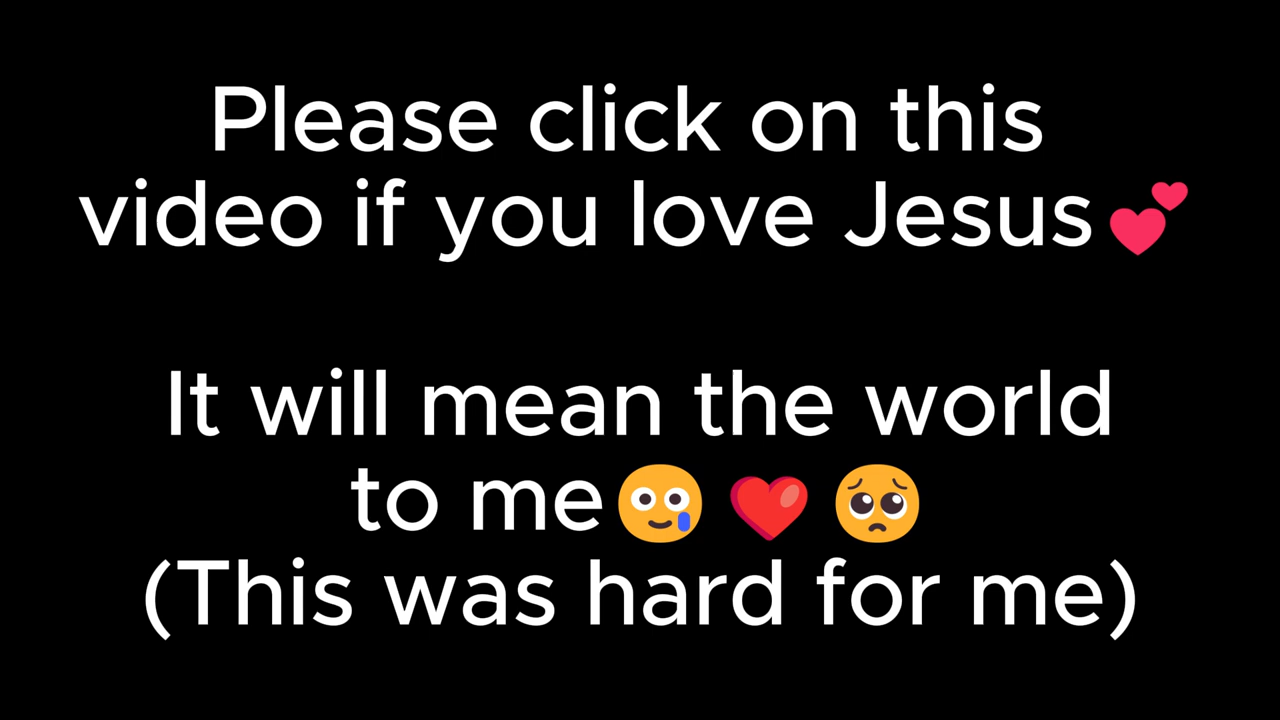 Please click on this
video if you love Jesus💕
It will mean the world
to me🥲❤️🥺
(This was hard for me)